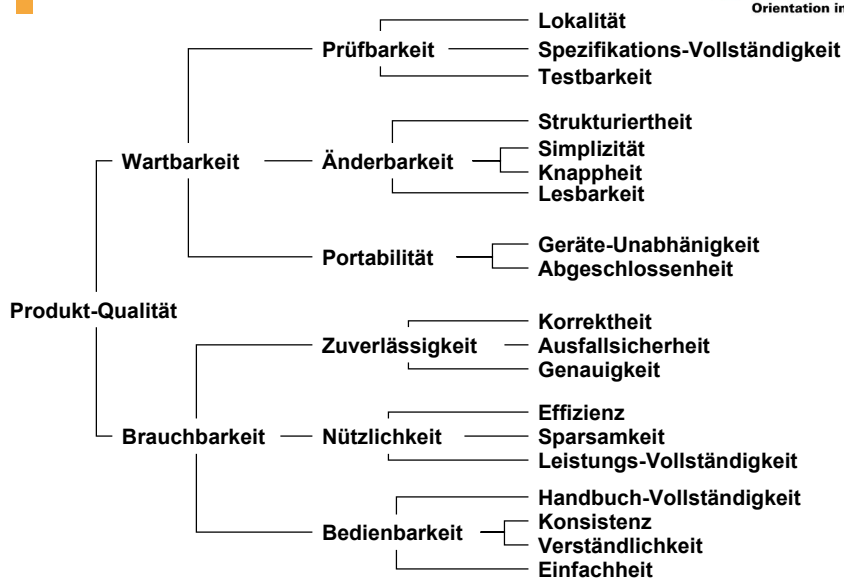 Orientation in
Lokalität
Prüfbarkeit
Spezifikations-Vollständigkeit
Testbarkeit
Strukturiertheit
Simplizität
Wartbarkeit
Änderbarkeit
Knappheit
Lesbarkeit
Geräte-Unabhänigkeit
Portabilität
Abgeschlossenheit
Produkt-Qualität
Korrektheit
Zuverlässigkeit
Ausfallsicherheit
Genauigkeit
Effizienz
Brauchbarkeit
Nützlichkeit
Sparsamkeit
Leistungs-Vollständigkeit
Handbuch-Vollständigkeit
Konsistenz
Bedienbarkeit
Verständlichkeit
Einfachheit